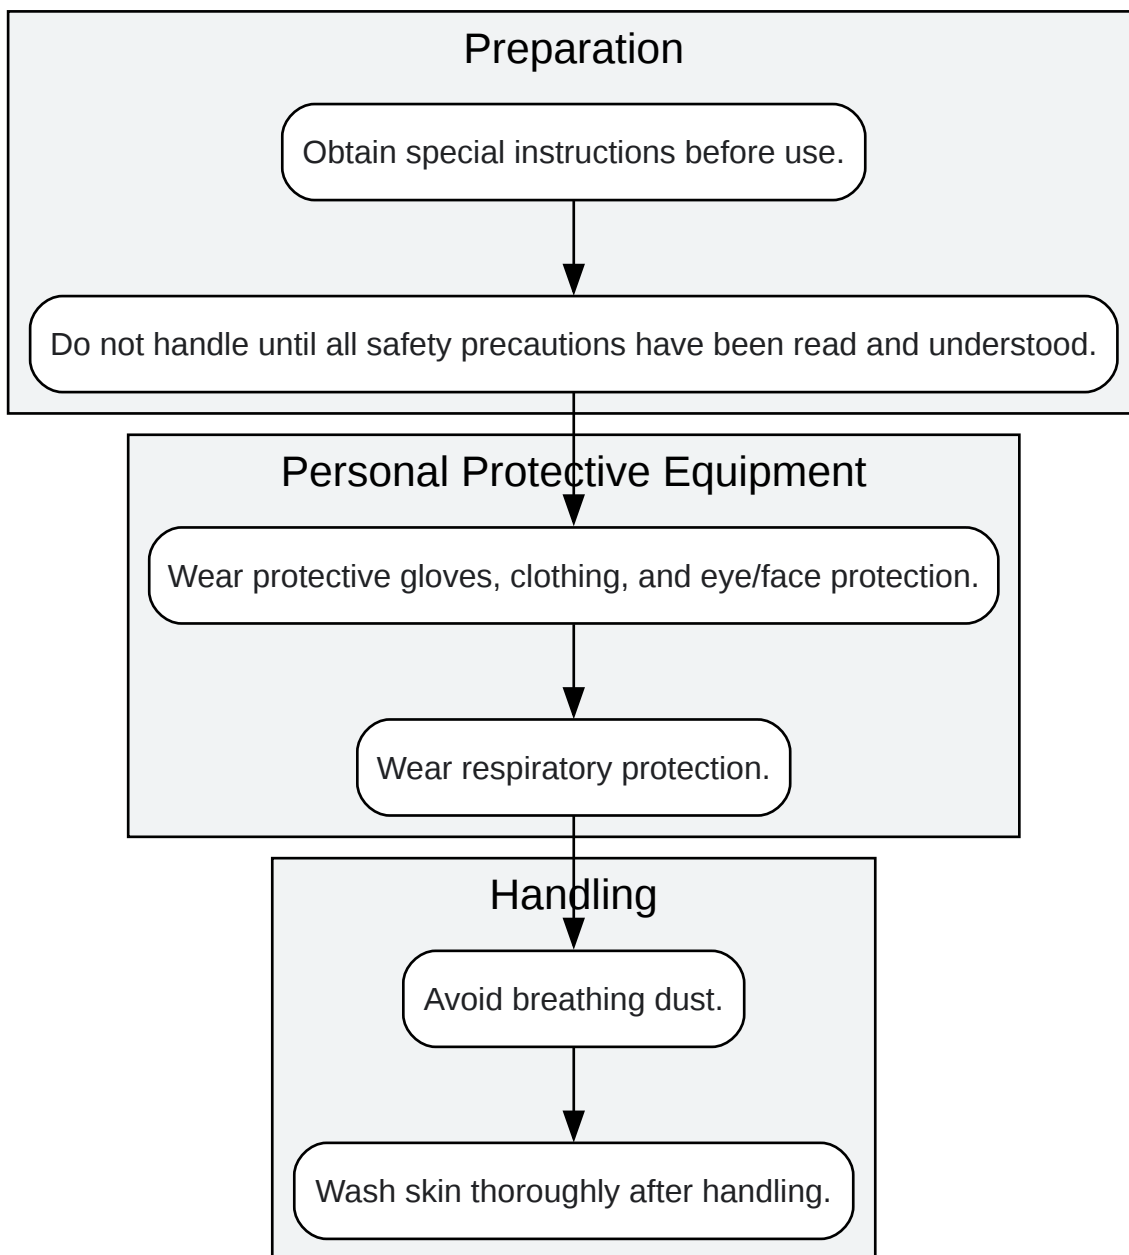 Preparation
Obtain special instructions before use.
Do not handle until all safety precautions have been read and understood.
Personal Protective Equipment
Wear protective gloves, clothing, and eye/face protection.
Wear respiratory protection.
Handling
Avoid breathing dust.
Wash skin thoroughly after handling.